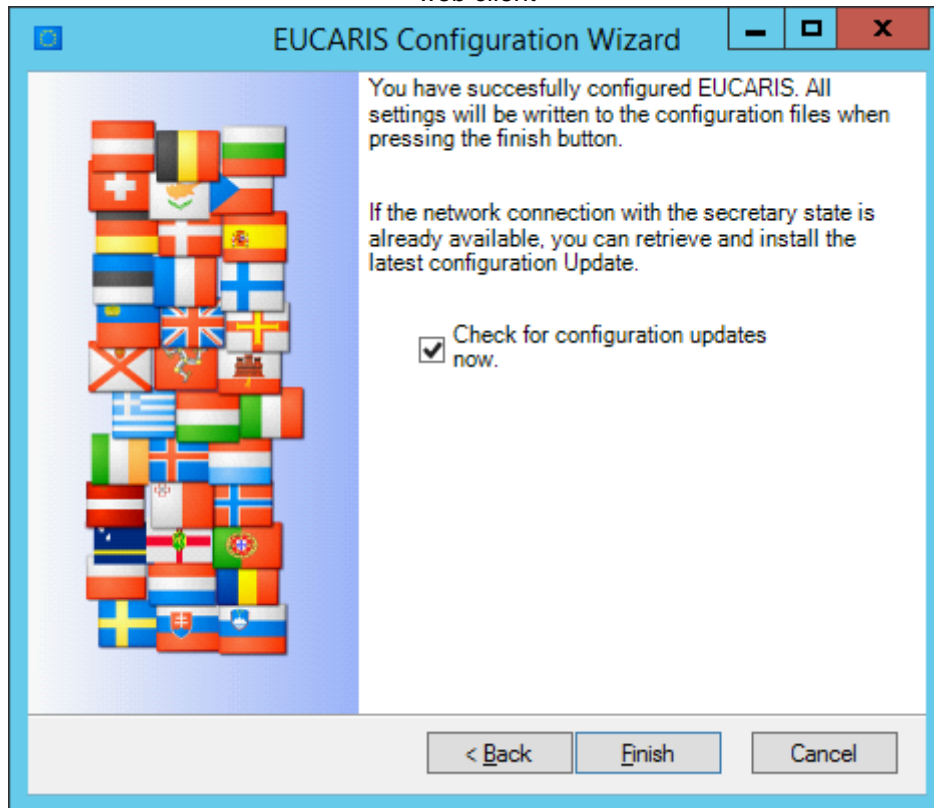 EUCARIS Configuration Wizard
You have succesfully configured EUCARIS. All
settings will be written to the configuration files when
pressing the finish button.
If the network connection with the secretary state is
already available, you can retrieve and install the
latest configuration Update.
Check for configuration updates
now.
< Back
Finish
Cancel